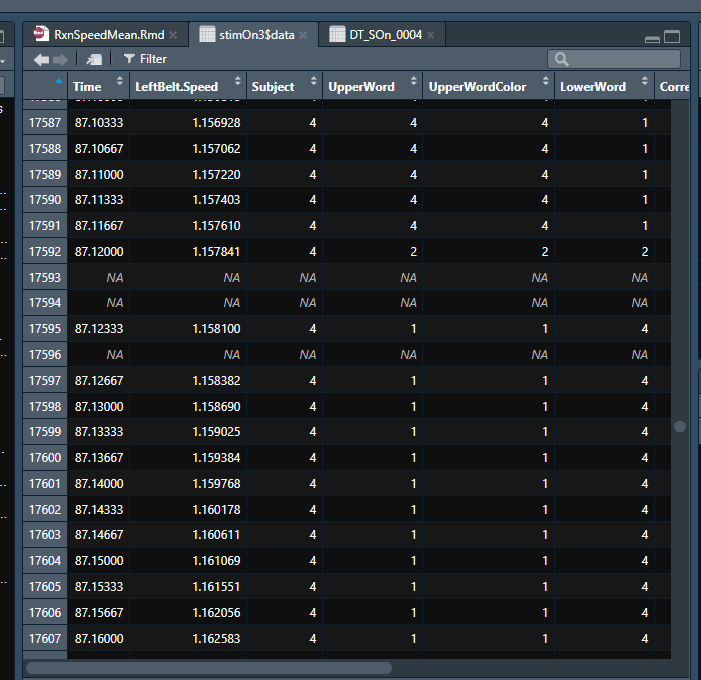 RxnSpeedMean.Rmd × stimOn3$data × DT_SOn_0004 ×
Filter
Time LeftBelt.Speed Subject UpperWord UpperWordColor LowerWord Corre
17587 87.10333 1.156928 4 4 4 1
17588 87.10667 1.157062 4 4 4 1
17589 87.11000 1.157220 4 4 4 1
17590 87.11333 1.157403 4 4 4 1
17591 87.11667 1.157610 4 4 4 1
17592 87.12000 1.157841 4 2 2 2
17593 NA NA NA NA NA NA
17594 NA NA NA NA NA NA
17595 87.12333 1.158100 4 1 1 4
17596 NA NA NA NA NA NA
17597 87.12667 1.158382 4 1 1 4
17598 87.13000 1.158690 4 1 1 4
17599 87.13333 1.159025 4 1 1 4
17600 87.13667 1.159384 4 1 1 4
17601 87.14000 1.159768 4 1 1 4
17602 87.14333 1.160178 4 1 1 4
17603 87.14667 1.160611 4 1 1 4
17604 87.15000 1.161069 4 1 1 4
17605 87.15333 1.161551 4 1 1 4
17606 87.15667 1.162056 4 1 1 4
17607 87.16000 1.162583 4 1 1 4